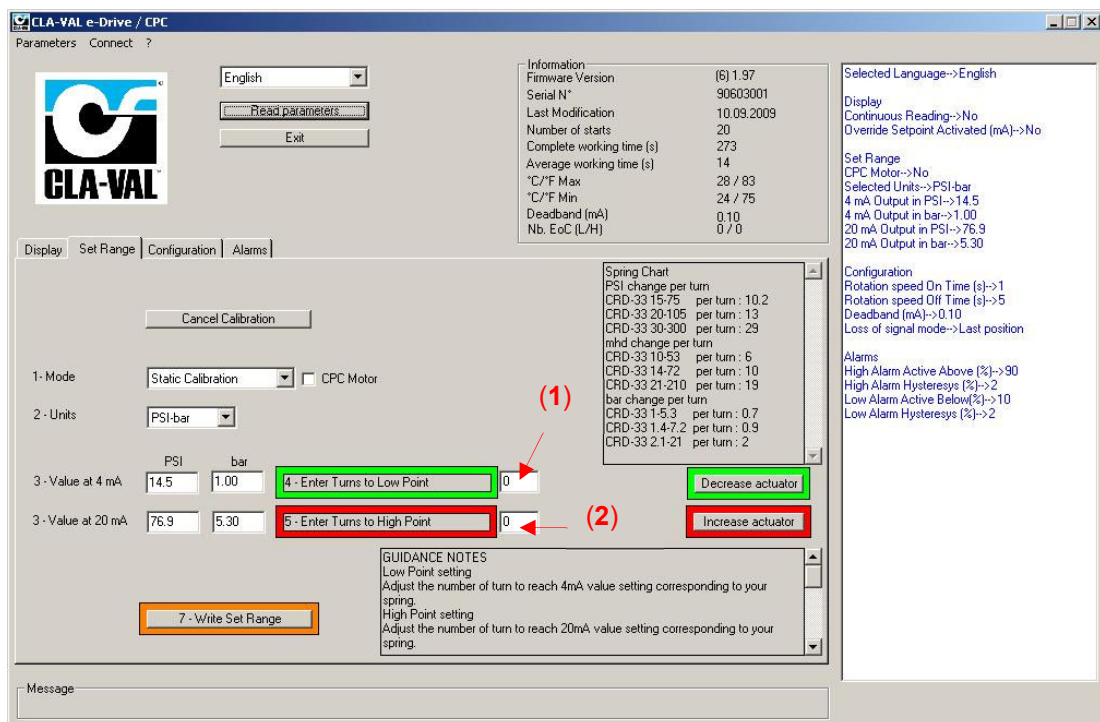 CLA-VAL e-Drive / CPC
Parameters Connect ?
CLA-VAL
English
Read parameters
Exit
Information
Firmware Version (6) 1.97
Serial N° 90603001
Last Modification 10.09.2009
Number of starts 20
Complete working time (s) 273
Average working time (s) 14
°C/°F Max 28 / 83
°C/°F Min 24 / 75
Deadband (mA) 0.10
Nb. EoC (L/H) 0 / 0
Display Set Range Configuration Alarms
Cancel Calibration
1- Mode Static Calibration CPC Motor
2 - Units PSI-bar
PSI bar
3 - Value at 4 mA 14.5 1.00 4 - Enter Turns to Low Point 0 Decrease actuator
3 - Value at 20 mA 76.9 5.30 5 - Enter Turns to High Point 0 Increase actuator
(1)
(2)
Spring Chart
PSI change per turn
CRD-33 15-75 per turn : 10.2
CRD-33 20-105 per turn : 13
CRD-33 30-300 per turn : 29
mhd change per turn
CRD-33 10-53 per turn : 6
CRD-33 14-72 per turn : 10
CRD-33 21-210 per turn : 19
bar change per turn
CRD-33 1-5.3 per turn : 0.7
CRD-33 1.4-7.2 per turn : 0.9
CRD-33 2.1-21 per turn : 2
7 - Write Set Range
GUIDANCE NOTES
Low Point setting
Adjust the number of turn to reach 4mA value setting corresponding to your
spring.
High Point setting
Adjust the number of turn to reach 20mA value setting corresponding to your
spring.
Message
Selected Language-->English
Display
Continuous Reading-->No
Override Setpoint Activated (mA)-->No
Set Range
CPC Motor-->No
Selected Units-->PSI-bar
4 mA Output in PSI-->14.5
4 mA Output in bar-->1.00
20 mA Output in PSI-->76.9
20 mA Output in bar-->5.30
Configuration
Rotation speed On Time (s)-->1
Rotation speed Off Time (s)-->5
Deadband (mA)-->0.10
Loss of signal mode-->Last position
Alarms
High Alarm Active Above (%)-->90
High Alarm Hysteresys (%)-->2
Low Alarm Active Below(%)-->10
Low Alarm Hysteresys (%)-->2